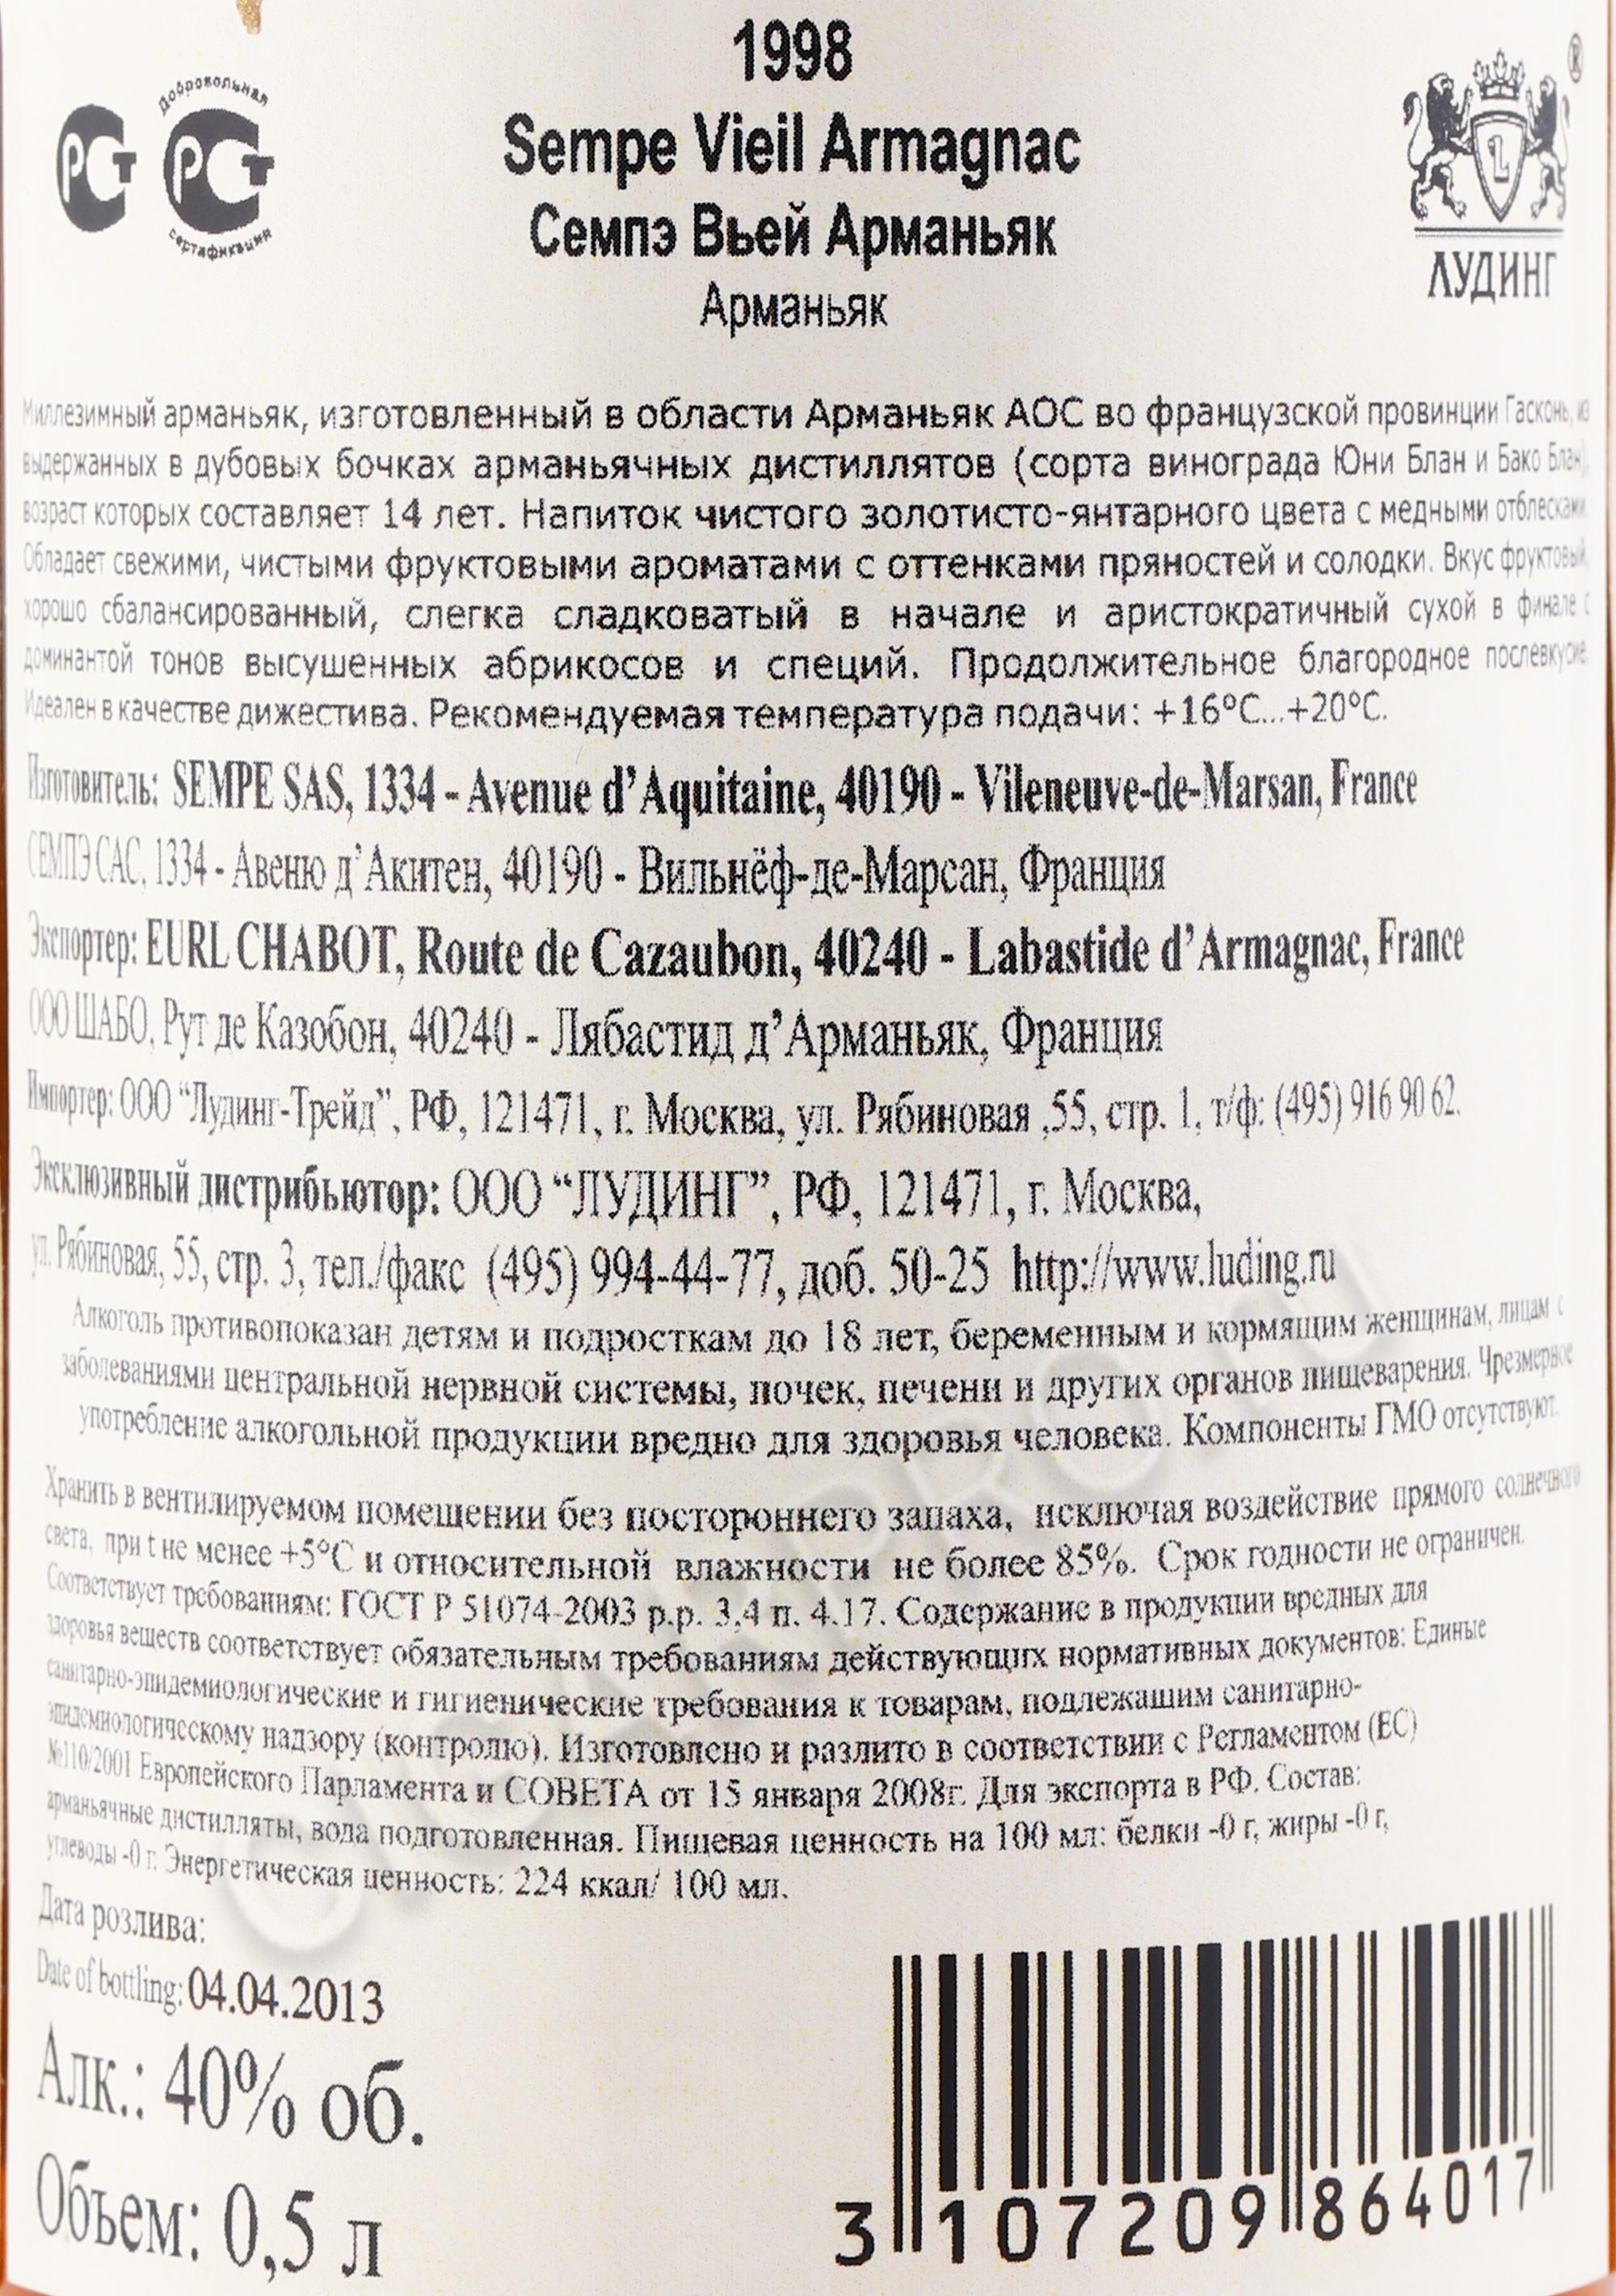 1998
Sempe Vieil Armagnac
Семпэ Вьей Арманьяк
Арманьяк
РСТ
Добровольная
РСТ
сертификация
®
ЛУДИНГ
Миллезимный арманьяк, изготовленный в области Арманьяк АОС во французской провинции Гасконь, из
выдержанных в дубовых бочках арманьячных дистиллятов (сорта винограда Юни Блан и Бако Блан),
возраст которых составляет 14 лет. Напиток чистого золотисто-янтарного цвета с медными отблесками.
Обладает свежими, чистыми фруктовыми ароматами с оттенками пряностей и солодки. Вкус фруктовый,
хорошо сбалансированный, слегка сладковатый в начале и аристократичный сухой в финале с
доминантой тонов высушенных абрикосов и специй. Продолжительное благородное послевкусие.
Идеален в качестве дижестива. Рекомендуемая температура подачи: +16°С...+20°С.
Изготовитель: SEMPE SAS, 1334 - Avenue d’Aquitaine, 40190 - Vileneuve-de-Marsan, France
СЕМПЭ САС, 1334 - Авеню д’Акитен, 40190 - Вильнёф-де-Марсан, Франция
Экспортер: EURL CHABOT, Route de Cazaubon, 40240 - Labastide d’Armagnac, France
ООО ШАБО, Рут де Казобон, 40240 - Лябастид д’Арманьяк, Франция
Импортер: ООО “Лудинг-Трейд”, РФ, 121471, г. Москва, ул. Рябиновая ,55, стр. 1, т/ф: (495) 916 90 62.
Эксклюзивный дистрибьютор: ООО “ЛУДИНГ”, РФ, 121471, г. Москва,
ул. Рябиновая, 55, стр. 3, тел./факс (495) 994-44-77, доб. 50-25 http://www.luding.ru
Алкоголь противопоказан детям и подросткам до 18 лет, беременным и кормящим женщинам, лицам с
заболеваниями центральной нервной системы, почек, печени и других органов пищеварения. Чрезмерное
употребление алкогольной продукции вредно для здоровья человека. Компоненты ГМО отсутствуют.
Хранить в вентилируемом помещении без постороннего запаха, исключая воздействие прямого солнечного
света, при t не менее +5°С и относительной влажности не более 85%. Срок годности не ограничен.
Соответствует требованиям: ГОСТ Р 51074-2003 р.р. 3,4 п. 4.17. Содержание в продукции вредных для
здоровья веществ соответствует обязательным требованиям действующих нормативных документов: Единые
санитарно-эпидемиологические и гигиенические требования к товарам, подлежащим санитарно-
эпидемиологическому надзору (контролю). Изготовлено и разлито в соответствии с Регламентом (ЕС)
№110/2001 Европейского Парламента и СОВЕТА от 15 января 2008г. Для экспорта в РФ. Состав:
арманьячные дистилляты, вода подготовленная. Пищевая ценность на 100 мл: белки -0 г, жиры -0 г,
углеводы -0 г. Энергетическая ценность: 224 ккал/ 100 мл.
Дата розлива:
Date of bottling: 04.04.2013
Алк.: 40% об.
Объем: 0,5 л
3 107209 864017